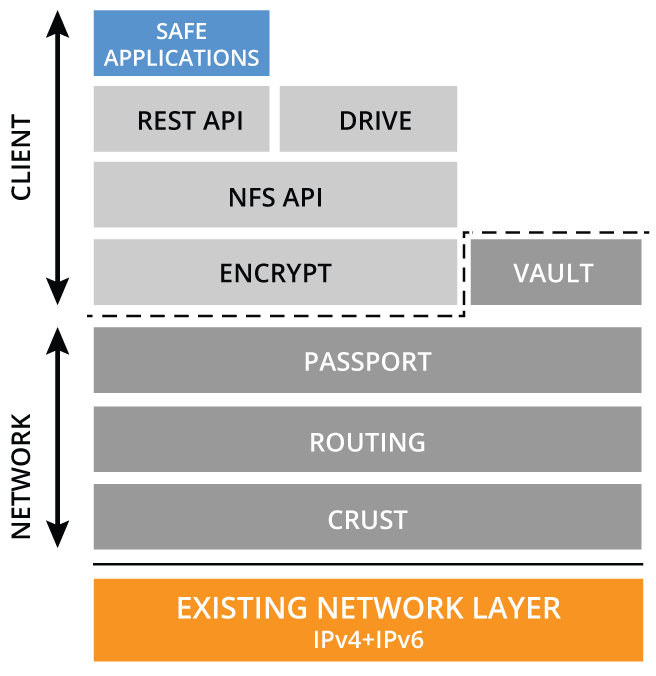 CLIENT
SAFE
APPLICATIONS
REST API
DRIVE
NFS API
ENCRYPT
VAULT
NETWORK
PASSPORT
ROUTING
CRUST
EXISTING NETWORK LAYER
IPv4+IPv6